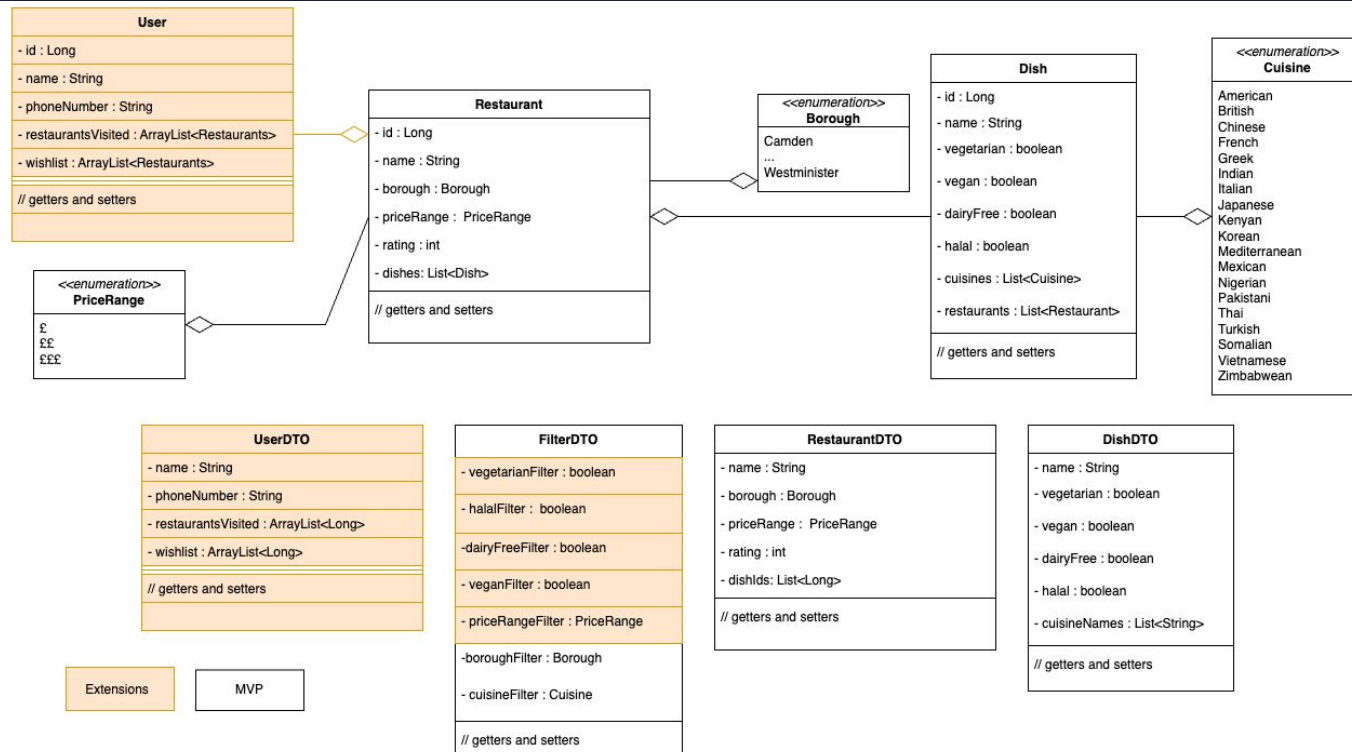 User
- id : Long
- name : String
- phoneNumber : String
- restaurantsVisited : ArrayList<Restaurants>
- wishlist : ArrayList<Restaurants>
// getters and setters
<<enumeration>>
PriceRange
£
££
£££
Restaurant
- id : Long
- name : String
- borough : Borough
- priceRange :  PriceRange
- rating : int
- dishes: List<Dish>
// getters and setters
<<enumeration>>
Borough
Camden
...
Westminister
Dish
- id : Long
- name : String
- vegetarian : boolean
- vegan : boolean
- dairyFree : boolean
- halal : boolean
- cuisines : List<Cuisine>
- restaurants : List<Restaurant>
// getters and setters
<<enumeration>>
Cuisine
American
British
Chinese
French
Greek
Indian
Italian
Japanese
Kenyan
Korean
Mediterranean
Mexican
Nigerian
Pakistani
Thai
Turkish
Somalian
Vietnamese
Zimbabwean
UserDTO
- name : String
- phoneNumber : String
- restaurantsVisited : ArrayList<Long>
- wishlist : ArrayList<Long>
// getters and setters
FilterDTO
- vegetarianFilter : boolean
- halalFilter :  boolean
-dairyFreeFilter : boolean
- veganFilter : boolean
- priceRangeFilter : PriceRange
-boroughFilter : Borough
- cuisineFilter : Cuisine
// getters and setters
RestaurantDTO
- name : String
- borough : Borough
- priceRange :  PriceRange
- rating : int
- dishIds: List<Long>
// getters and setters
DishDTO
- name : String
- vegetarian : boolean
- vegan : boolean
- dairyFree : boolean
- halal : boolean
- cuisineNames : List<String>
// getters and setters
Extensions
MVP